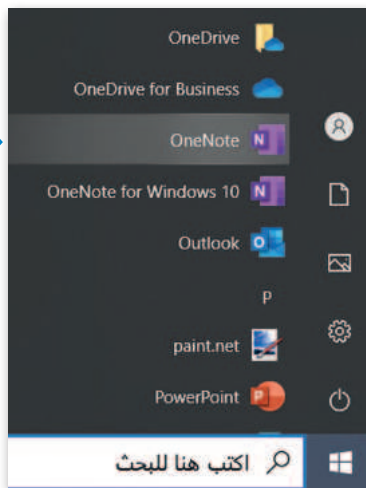 OneDrive
OneDrive for Business
OneNote
OneNote for Windows 10
Outlook
P
paint.net
PowerPoint
اكتب هنا للبحث